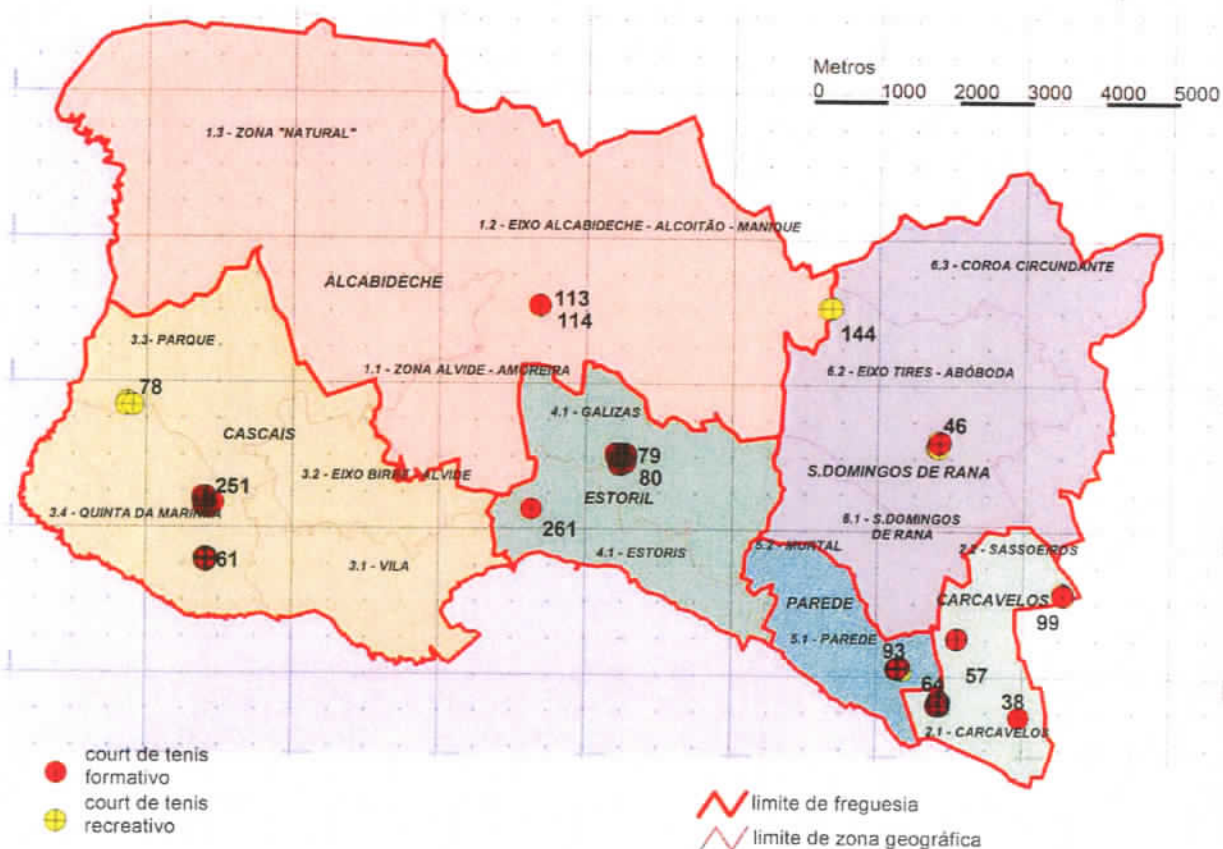 Metros
0 1000 2000 3000 4000 5000
1.3 - ZONA "NATURAL"
1.2 - EIXO ALCABIDECHE - ALCOITÃO - MANIQUE
6.3 - COROA CIRCUNDANTE
ALCABIDECHE
113
114
144
3.3- PARQUE
1.1 - ZONA ALVIDE - AMOREIRA
6.2 - EIXO TIRES - ABÓBODA
78
4.1 - GALIZAS
46
CASCAIS
79
80
3.2 - EIXO BIRRE - ALVIDE
S.DOMINGOS DE RANA
251
ESTORIL
3.4 - QUINTA DA MARINHA
261
6.1 - S.DOMINGOS
DE RANA
5.2 - MURTAL
2.2 - SASSOEIROS
61
4.1 - ESTORIS
3.1 - VILA
PAREDE
CARCAVELOS
99
5.1 - PAREDE
93
57
64
38
2.1 - CARCAVELOS
court de tenis
formativo
court de tenis
recreativo
limite de freguesia
limite de zona geográfica